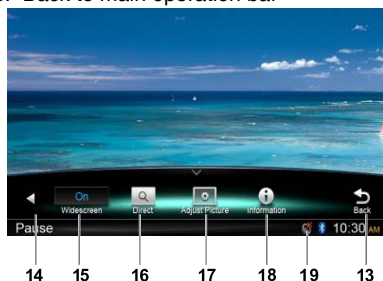 Back to main operation bar
On
Widescreen Direct Adjust Picture Information Back
Pause 10:30 AM
14 15 16 17 18 19 13